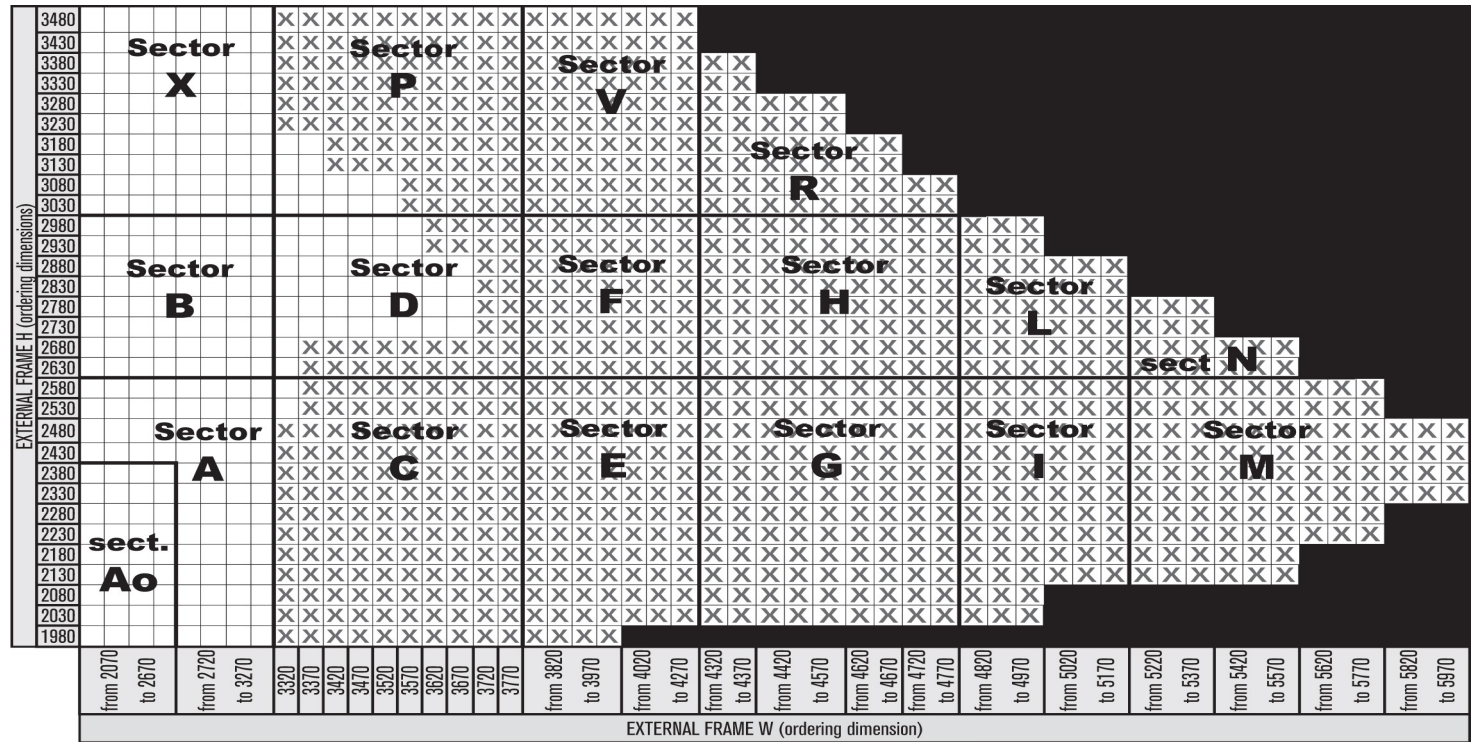 EXTERNAL FRAME H (ordering dimensions)
3480
3430
3380
3330
3280
3230
3180
3130
3080
3030
2980
2930
2880
2830
2780
2730
2680
2630
2580
2530
2480
2430
2380
2330
2280
2230
2180
2130
2080
2030
1980
Sector
X
Sector
P
Sector
V
Sector
R
Sector
B
Sector
D
Sector
F
Sector
H
Sector
L
sect N
Sector
A
Sector
C
Sector
E
Sector
G
Sector
I
Sector
M
sect.
Ao
from 2070
to 2670
from 2720
to 3270
3320
3370
3420
3470
3520
3570
3620
3670
3720
3770
from 3820
to 3970
from 4020
to 4270
from 4320
to 4370
from 4420
to 4570
from 4620
to 4670
from 4720
to 4770
from 4820
to 4970
from 5020
to 5170
from 5220
to 5370
from 5420
to 5570
from 5620
to 5770
from 5820
to 5970
EXTERNAL FRAME W (ordering dimension)